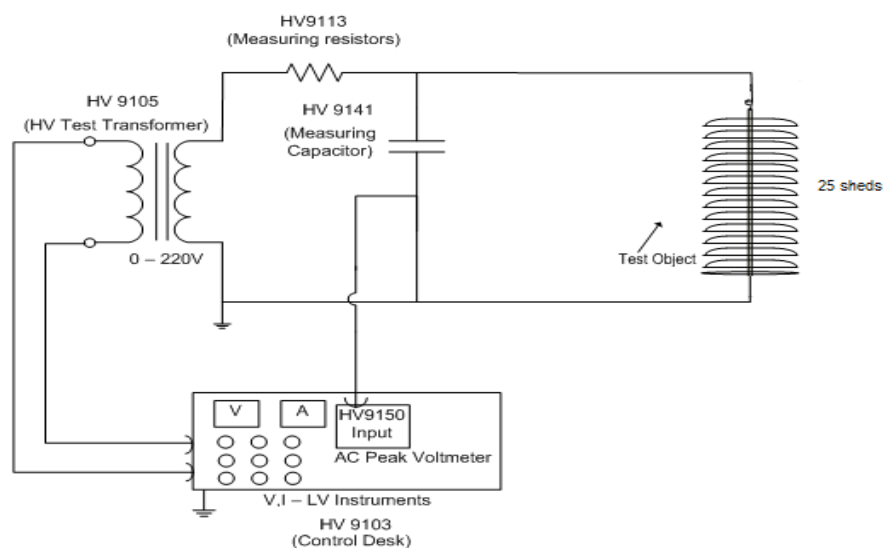 HV9113
(Measuring resistors)
HV 9105
(HV Test Transformer)
HV 9141
(Measuring
Capacitor)
25 sheds
0 – 220V
Test Object
V
A
HV9150
Input
AC Peak Voltmeter
V,I – LV Instruments
HV 9103
(Control Desk)